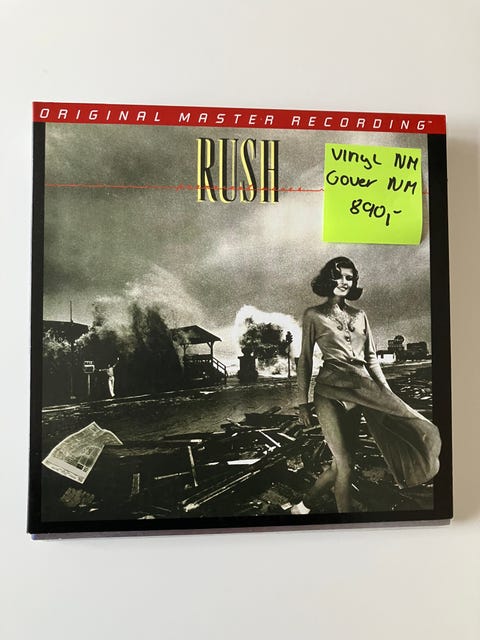 ORIGINAL MASTER RECORDING™
RUSH
Vinyl NM
Cover NM
890,-